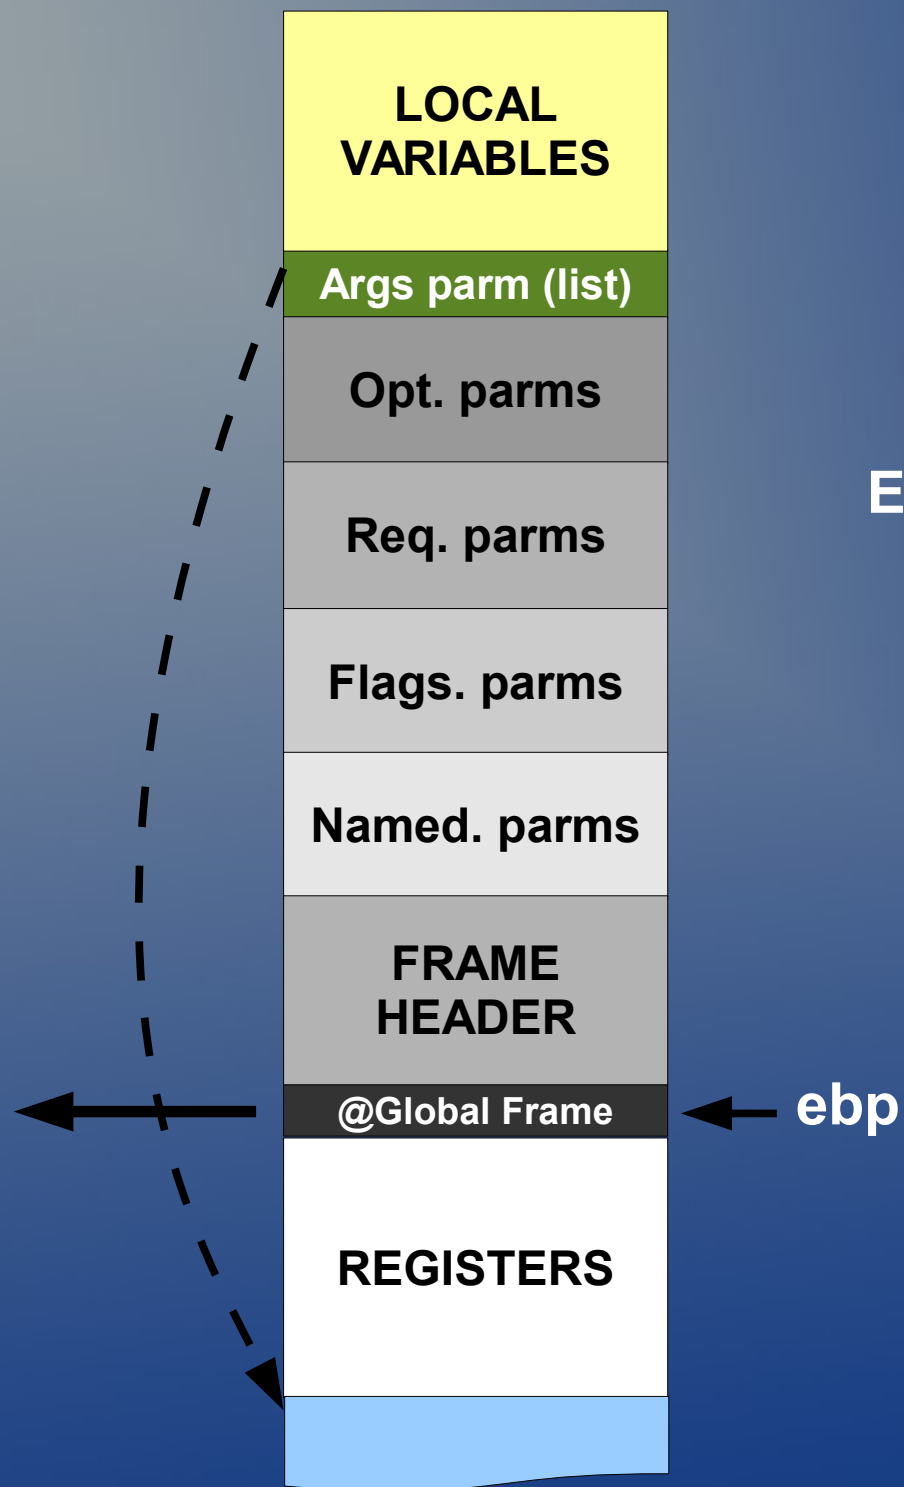 LOCAL
VARIABLES
Args parm (list)
Opt. parms
E
Req. parms
Flags. parms
Named. parms
FRAME
HEADER
@Global Frame
ebp
REGISTERS